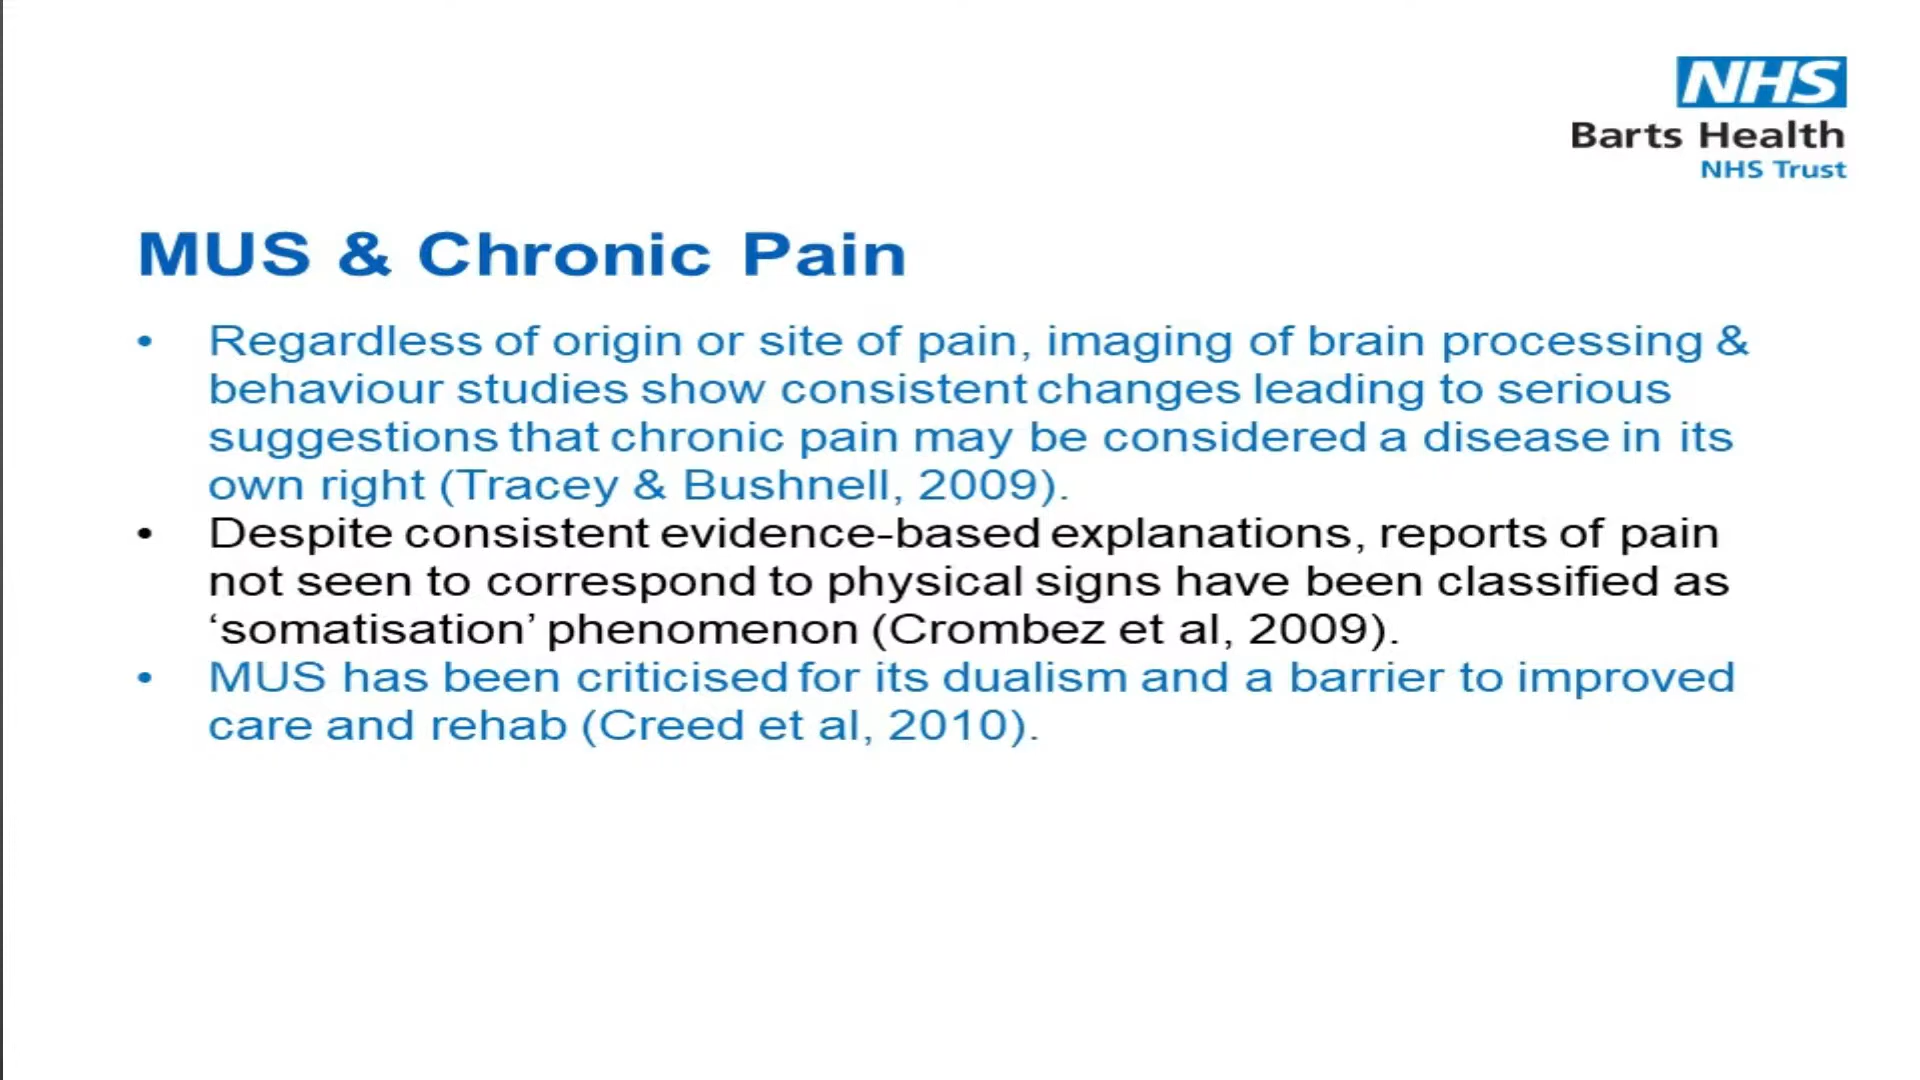 NHS
Barts Health
NHS Trust
MUS & Chronic Pain
• Regardless of origin or site of pain, imaging of brain processing &
behaviour studies show consistent changes leading to serious
suggestions that chronic pain may be considered a disease in its
own right (Tracey & Bushnell, 2009).
• Despite consistent evidence-based explanations, reports of pain
not seen to correspond to physical signs have been classified as
‘somatisation’ phenomenon (Crombez et al, 2009).
• MUS has been criticised for its dualism and a barrier to improved
care and rehab (Creed et al, 2010).